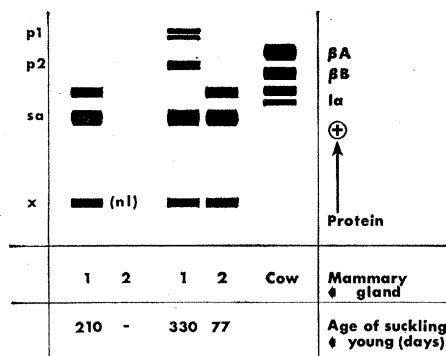 p1
p2
βA
βB
lα
sa
⊕
x
(nl)
Protein
1 2 1 2 Cow Mammary
gland
210 - 330 77 Age of suckling
young (days)